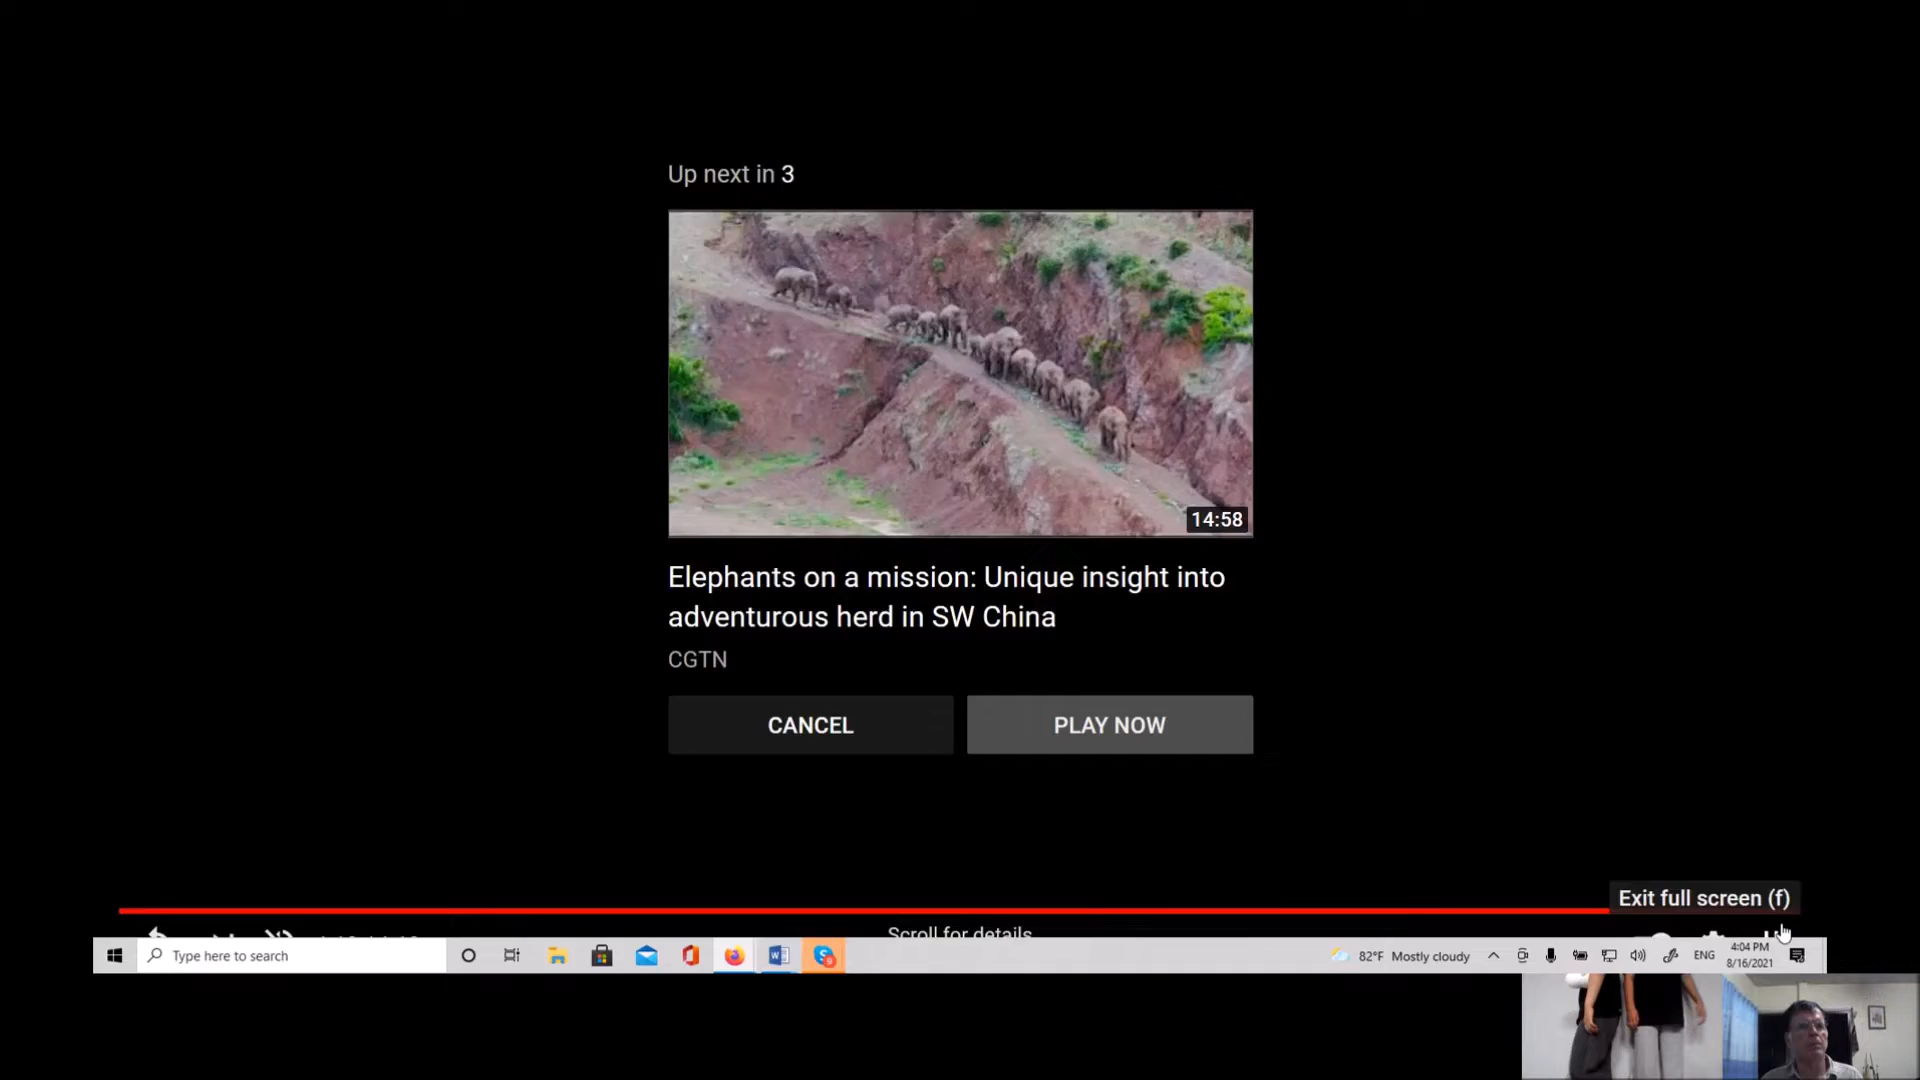 Up next in 3
14:58
Elephants on a mission: Unique insight into
adventurous herd in SW China
CGTN
CANCEL
PLAY NOW
Exit full screen (f)
Scroll for details
Type here to search
82°F Mostly cloudy
ENG
4:04 PM
8/16/2021